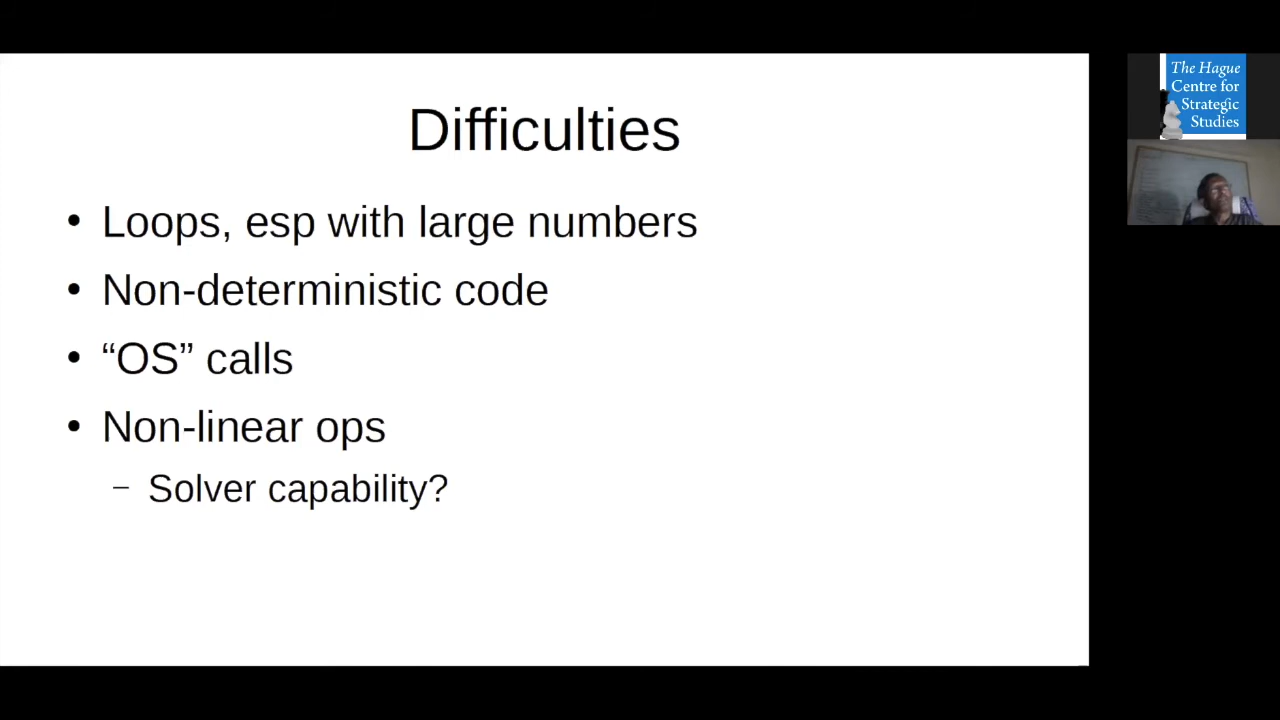 Difficulties
• Loops, esp with large numbers
• Non-deterministic code
• “OS” calls
• Non-linear ops
– Solver capability?
The Hague
Centre for
Strategic
Studies